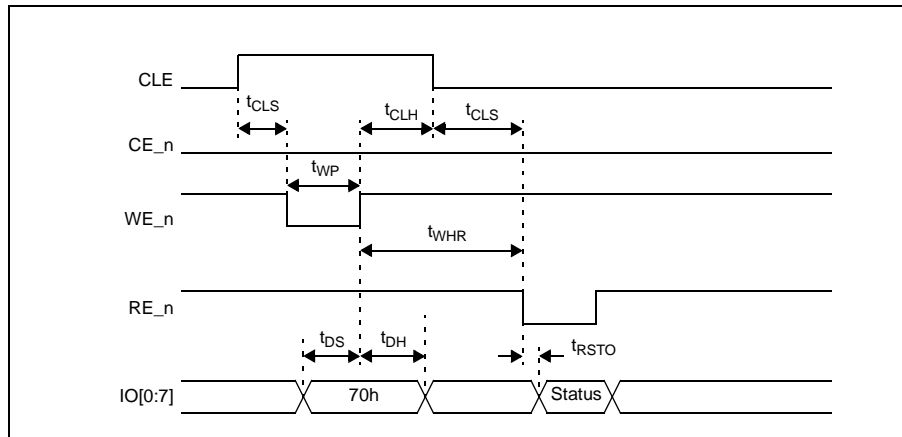 CLE
tCLS
tCLH
tCLS
CE_n
tWP
WE_n
tWHR
RE_n
tDS
tDH
tRSTO
IO[0:7]
70h
Status